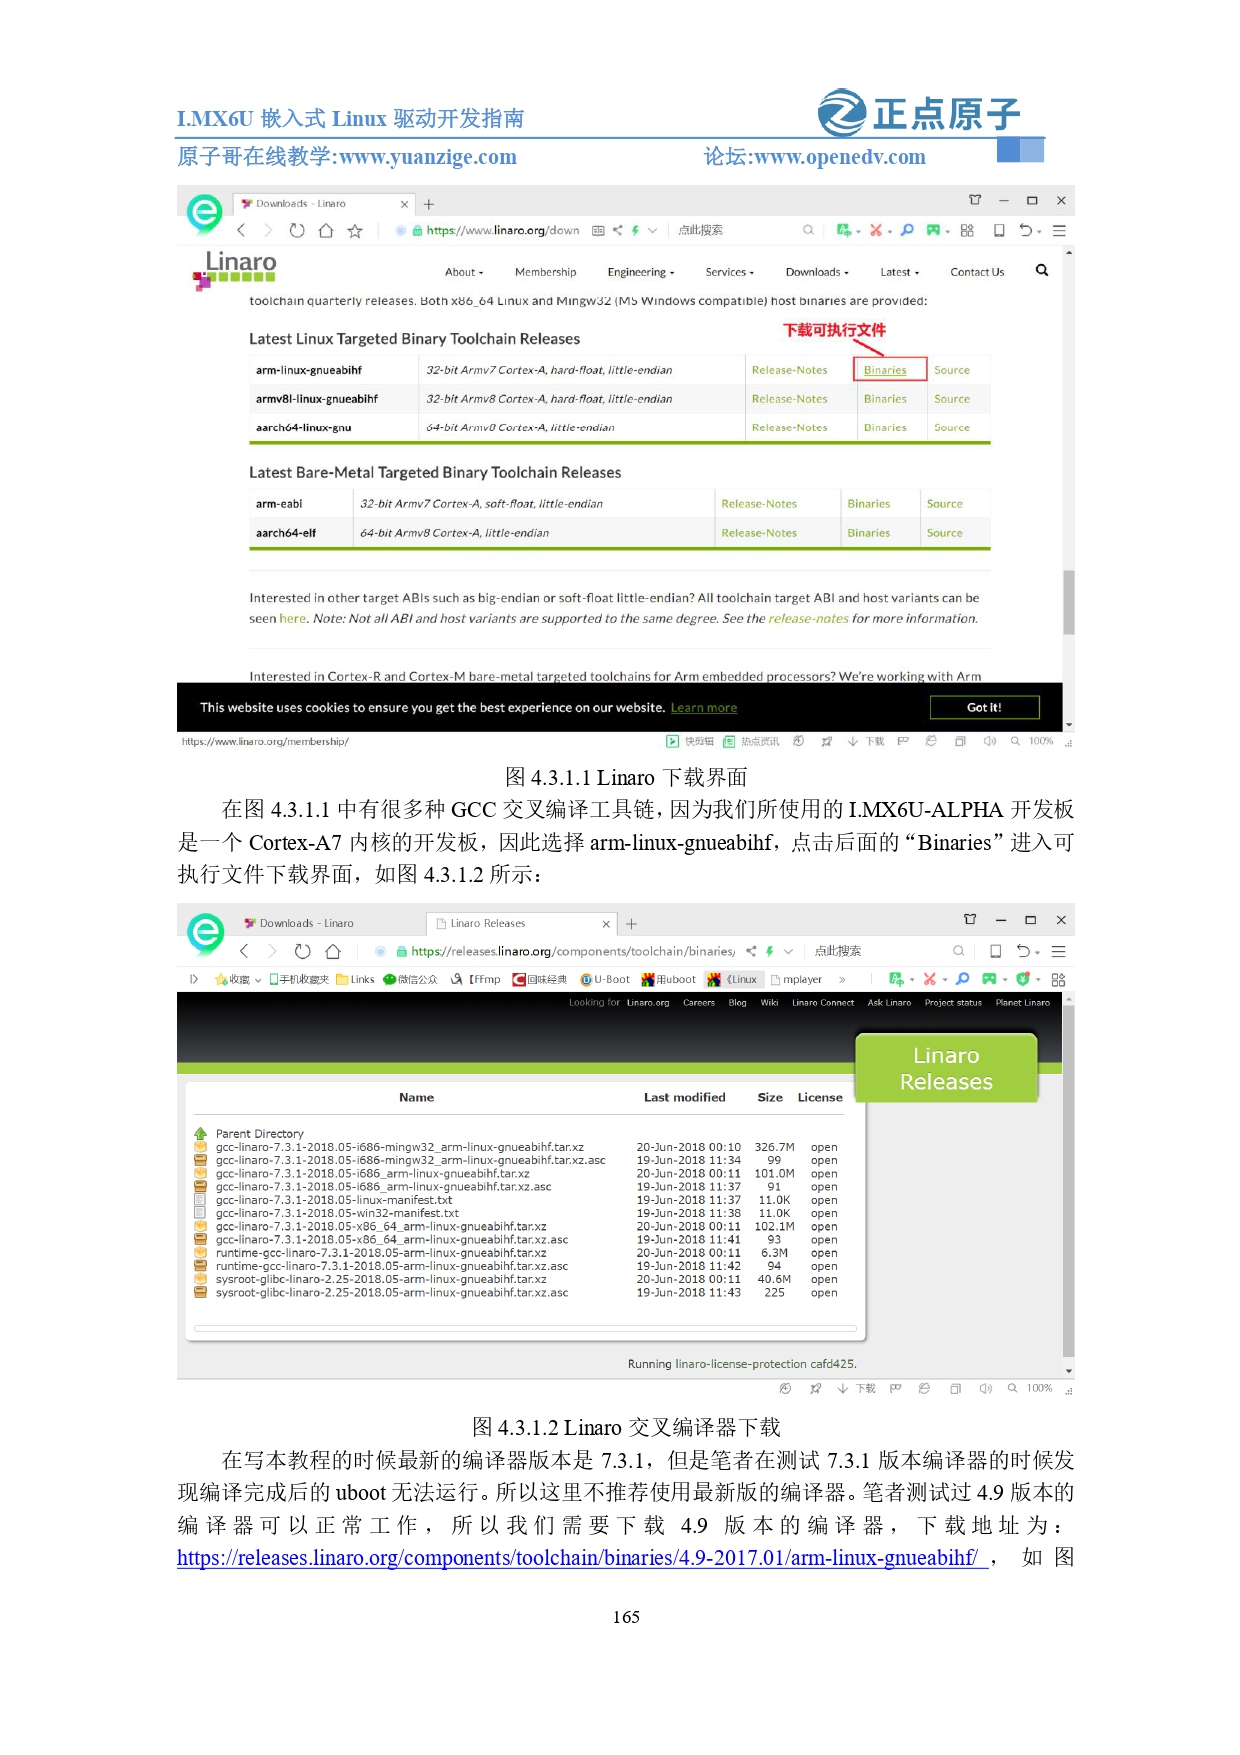 I.MX6U 嵌入式 Linux 驱动开发指南
正点原子
原子哥在线教学:www.yuanzige.com 论坛:www.openedv.com
Downloads - Linaro
https://www.linaro.org/down 点此搜索
Linaro
About Membership Engineering Services Downloads Latest Contact Us
toolchain quarterly releases. Both x86_64 Linux and Mingw32 (MS Windows compatible) host binaries are provided:
下载可执行文件
Latest Linux Targeted Binary Toolchain Releases
arm-linux-gnueabihf 32-bit Armv7 Cortex-A, hard-float, little-endian Release-Notes Binaries Source
armv8l-linux-gnueabihf 32-bit Armv8 Cortex-A, hard-float, little-endian Release-Notes Binaries Source
aarch64-linux-gnu 64-bit Armv8 Cortex-A, little-endian Release-Notes Binaries Source
Latest Bare-Metal Targeted Binary Toolchain Releases
arm-eabi 32-bit Armv7 Cortex-A, soft-float, little-endian Release-Notes Binaries Source
aarch64-elf 64-bit Armv8 Cortex-A, little-endian Release-Notes Binaries Source
Interested in other target ABIs such as big-endian or soft-float little-endian? All toolchain target ABI and host variants can be
seen here. Note: Not all ABI and host variants are supported to the same degree. See the release-notes for more information.
Interested in Cortex-R and Cortex-M bare-metal targeted toolchains for Arm embedded processors? We're working with Arm
This website uses cookies to ensure you get the best experience on our website. Learn more Got it!
https://www.linaro.org/membership/ 快剪辑 热点资讯 下载 100%
图 4.3.1.1 Linaro 下载界面
在图 4.3.1.1 中有很多种 GCC 交叉编译工具链，因为我们所使用的 I.MX6U-ALPHA 开发板
是一个 Cortex-A7 内核的开发板，因此选择 arm-linux-gnueabihf，点击后面的“Binaries”进入可
执行文件下载界面，如图 4.3.1.2 所示：
Downloads - Linaro Linaro Releases
https://releases.linaro.org/components/toolchain/binaries/ 点此搜索
收藏 手机收藏夹 Links 微信公众 【FFmp 回味经典 U-Boot 用uboot 《Linux mplayer »
Looking for Linaro.org Careers Blog Wiki Linaro Connect Ask Linaro Project status Planet Linaro
Linaro
Releases
Name Last modified Size License
Parent Directory
gcc-linaro-7.3.1-2018.05-i686-mingw32_arm-linux-gnueabihf.tar.xz 20-Jun-2018 00:10 326.7M open
gcc-linaro-7.3.1-2018.05-i686-mingw32_arm-linux-gnueabihf.tar.xz.asc 19-Jun-2018 11:34 99 open
gcc-linaro-7.3.1-2018.05-i686_arm-linux-gnueabihf.tar.xz 20-Jun-2018 00:11 101.0M open
gcc-linaro-7.3.1-2018.05-i686_arm-linux-gnueabihf.tar.xz.asc 19-Jun-2018 11:37 91 open
gcc-linaro-7.3.1-2018.05-linux-manifest.txt 19-Jun-2018 11:37 11.0K open
gcc-linaro-7.3.1-2018.05-win32-manifest.txt 19-Jun-2018 11:38 11.0K open
gcc-linaro-7.3.1-2018.05-x86_64_arm-linux-gnueabihf.tar.xz 20-Jun-2018 00:11 102.1M open
gcc-linaro-7.3.1-2018.05-x86_64_arm-linux-gnueabihf.tar.xz.asc 19-Jun-2018 11:41 93 open
runtime-gcc-linaro-7.3.1-2018.05-arm-linux-gnueabihf.tar.xz 20-Jun-2018 00:11 6.3M open
runtime-gcc-linaro-7.3.1-2018.05-arm-linux-gnueabihf.tar.xz.asc 19-Jun-2018 11:42 94 open
sysroot-glibc-linaro-2.25-2018.05-arm-linux-gnueabihf.tar.xz 20-Jun-2018 00:11 40.6M open
sysroot-glibc-linaro-2.25-2018.05-arm-linux-gnueabihf.tar.xz.asc 19-Jun-2018 11:43 225 open
Running linaro-license-protection cafd425.
下载 100%
图 4.3.1.2 Linaro 交叉编译器下载
在写本教程的时候最新的编译器版本是 7.3.1，但是笔者在测试 7.3.1 版本编译器的时候发
现编译完成后的 uboot 无法运行。所以这里不推荐使用最新版的编译器。笔者测试过 4.9 版本的
编译器可以正常工作，所以我们需要下载 4.9 版本的编译器，下载地址为：
https://releases.linaro.org/components/toolchain/binaries/4.9-2017.01/arm-linux-gnueabihf/ ，如图
165